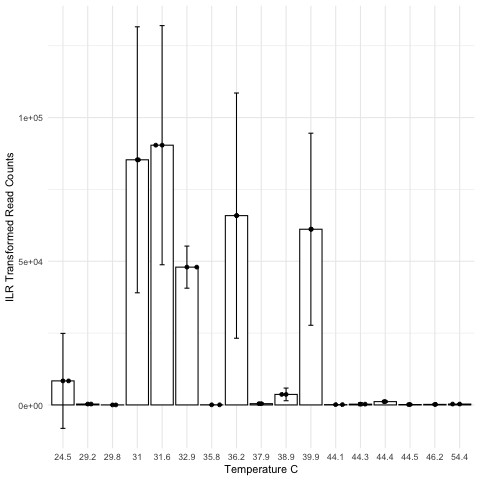 ILR Transformed Read Counts
1e+05
5e+04
0e+00
24.5 29.2 29.8 31 31.6 32.9 35.8 36.2 37.9 38.9 39.9 44.1 44.3 44.4 44.5 46.2 54.4
Temperature C